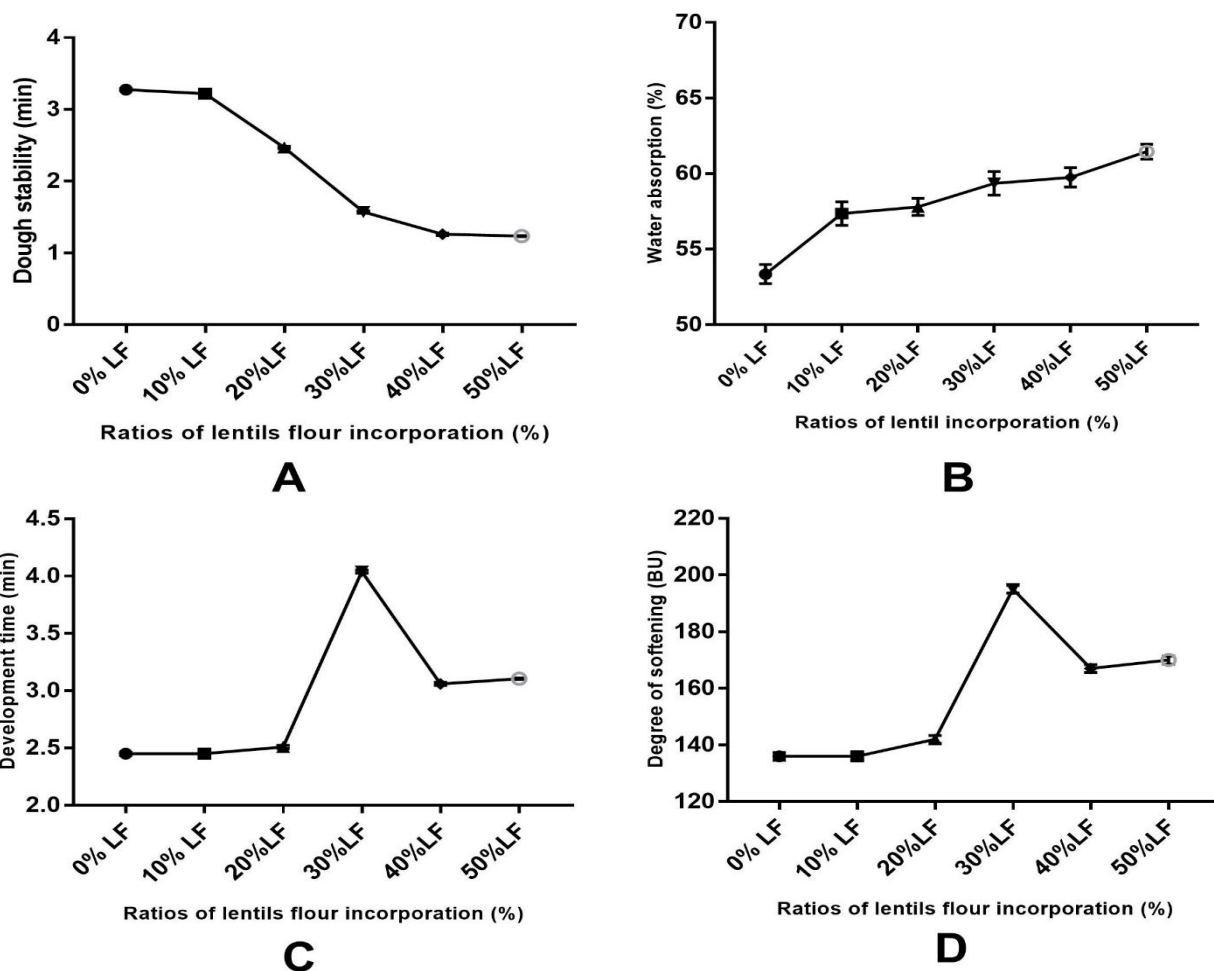 4
3
2
1
0
Dough stability (min)
0% LF
10% LF
20%LF
30%LF
40%LF
50%LF
Ratios of lentils flour incorporation (%)
A
70
65
60
55
50
Water absorption (%)
0% LF
10% LF
20%LF
30%LF
40%LF
50%LF
Ratios of lentil incorporation (%)
B
4.5
4.0
3.5
3.0
2.5
2.0
Development time (min)
0% LF
10% LF
20%LF
30%LF
40%LF
50%LF
Ratios of lentils flour incorporation (%)
C
220
200
180
160
140
120
Degree of softening (BU)
0% LF
10% LF
20%LF
30%LF
40%LF
50%LF
Ratios of lentils flour incorporation (%)
D